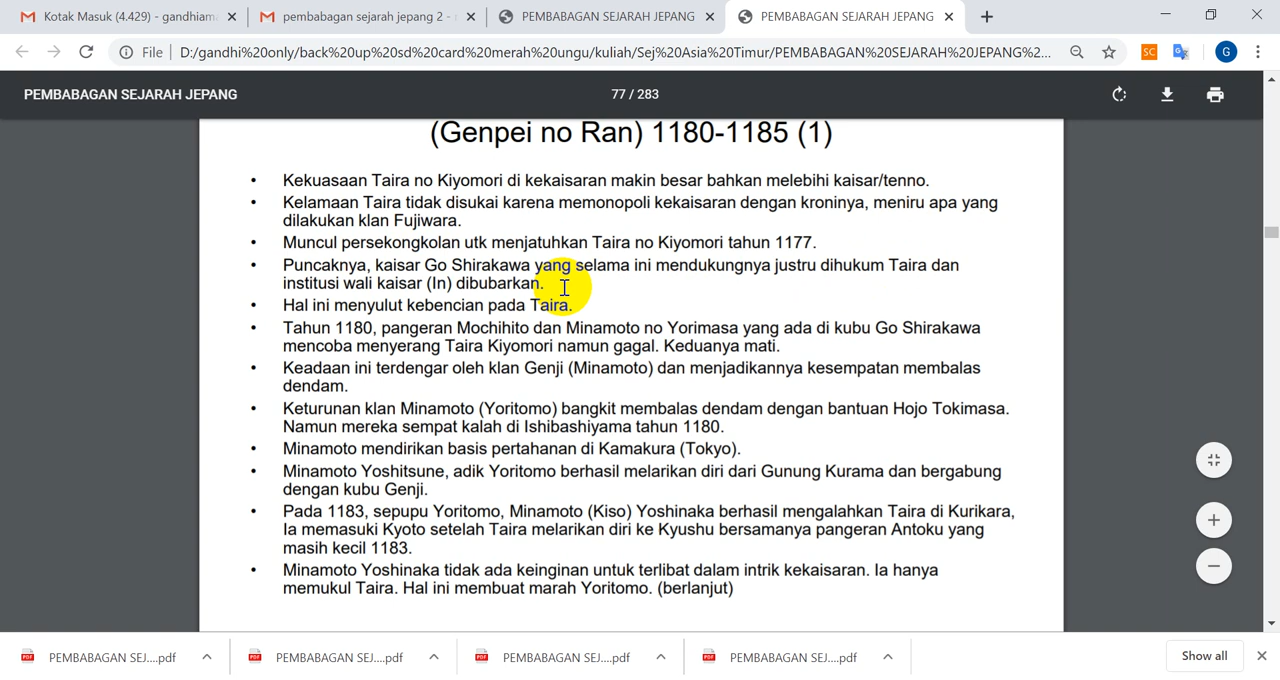 Kotak Masuk (4.429) - gandhiama
pembabagan sejarah jepang 2 -
PEMBABAGAN SEJARAH JEPANG
PEMBABAGAN SEJARAH JEPANG
File
D:/gandhi%20only/back%20up%20sd%20card%20merah%20ungu/kuliah/Sej%20Asia%20Timur/PEMBABAGAN%20SEJARAH%20JEPANG%2...
SC
G
PEMBABAGAN SEJARAH JEPANG
77 / 283
(Genpei no Ran) 1180-1185 (1)
• Kekuasaan Taira no Kiyomori di kekaisaran makin besar bahkan melebihi kaisar/tenno.
• Kelamaan Taira tidak disukai karena memonopoli kekaisaran dengan kroninya, meniru apa yang
dilakukan klan Fujiwara.
• Muncul persekongkolan utk menjatuhkan Taira no Kiyomori tahun 1177.
• Puncaknya, kaisar Go Shirakawa yang selama ini mendukungnya justru dihukum Taira dan
institusi wali kaisar (In) dibubarkan.
• Hal ini menyulut kebencian pada Taira.
• Tahun 1180, pangeran Mochihito dan Minamoto no Yorimasa yang ada di kubu Go Shirakawa
mencoba menyerang Taira Kiyomori namun gagal. Keduanya mati.
• Keadaan ini terdengar oleh klan Genji (Minamoto) dan menjadikannya kesempatan membalas
dendam.
• Keturunan klan Minamoto (Yoritomo) bangkit membalas dendam dengan bantuan Hojo Tokimasa.
Namun mereka sempat kalah di Ishibashiyama tahun 1180.
• Minamoto mendirikan basis pertahanan di Kamakura (Tokyo).
• Minamoto Yoshitsune, adik Yoritomo berhasil melarikan diri dari Gunung Kurama dan bergabung
dengan kubu Genji.
• Pada 1183, sepupu Yoritomo, Minamoto (Kiso) Yoshinaka berhasil mengalahkan Taira di Kurikara,
Ia memasuki Kyoto setelah Taira melarikan diri ke Kyushu bersamanya pangeran Antoku yang
masih kecil 1183.
• Minamoto Yoshinaka tidak ada keinginan untuk terlibat dalam intrik kekaisaran. Ia hanya
memukul Taira. Hal ini membuat marah Yoritomo. (berlanjut)
PEMBABAGAN SEJ....pdf
PEMBABAGAN SEJ....pdf
PEMBABAGAN SEJ....pdf
PEMBABAGAN SEJ....pdf
Show all